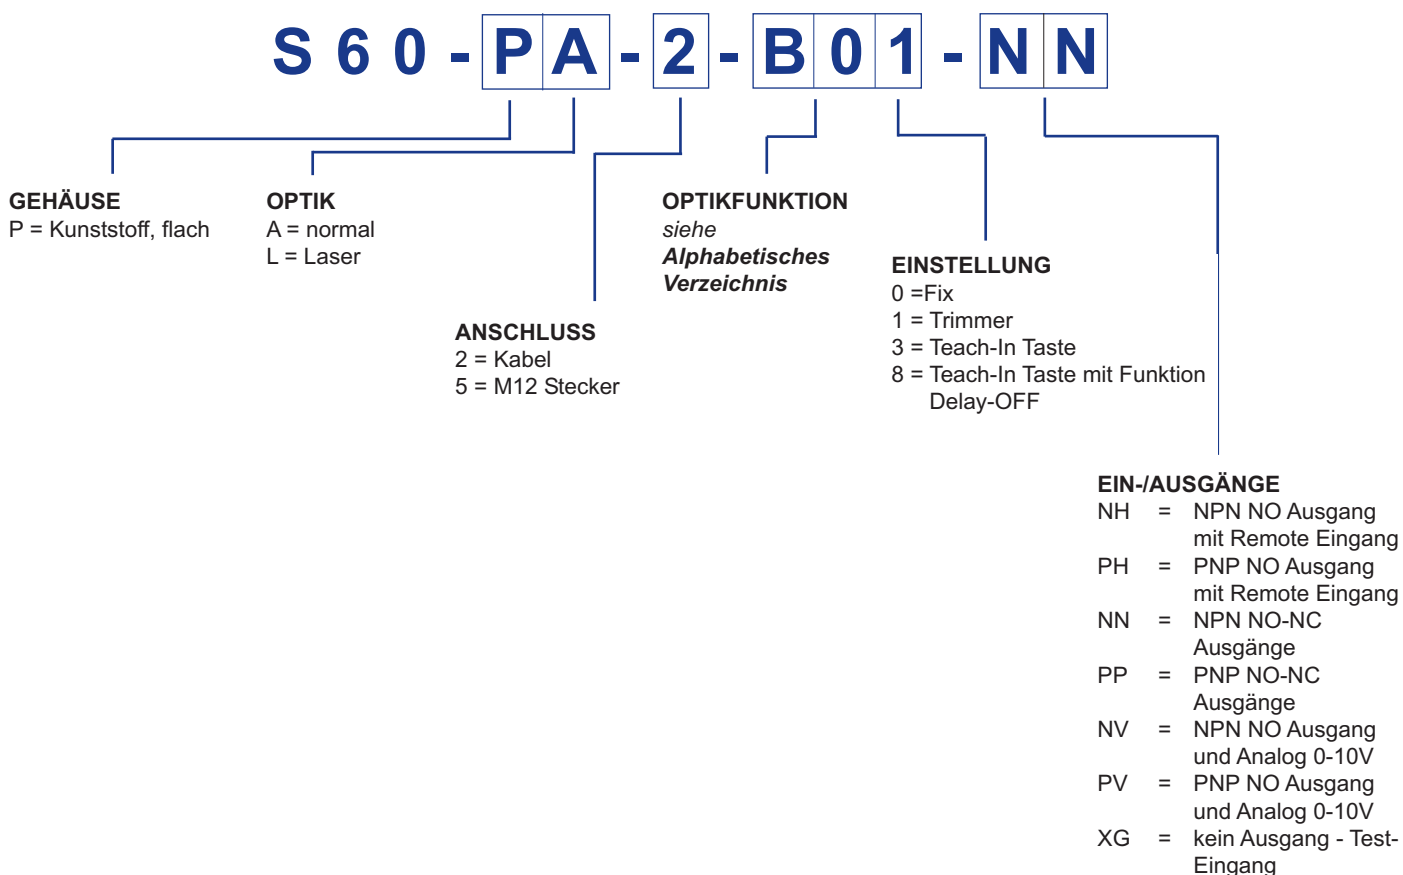 S60-PA-2-B01-NN
GEHÄUSE
P = Kunststoff, flach
OPTIK
A = normal
L = Laser
ANSCHLUSS
2 = Kabel
5 = M12 Stecker
OPTIKFUNKTION
siehe
Alphabetisches
Verzeichnis
EINSTELLUNG
0 =Fix
1 = Trimmer
3 = Teach-In Taste
8 = Teach-In Taste mit Funktion
Delay-OFF
EIN-/AUSGÄNGE
NH = NPN NO Ausgang
mit Remote Eingang
PH = PNP NO Ausgang
mit Remote Eingang
NN = NPN NO-NC
Ausgänge
PP = PNP NO-NC
Ausgänge
NV = NPN NO Ausgang
und Analog 0-10V
PV = PNP NO Ausgang
und Analog 0-10V
XG = kein Ausgang - Test-
Eingang